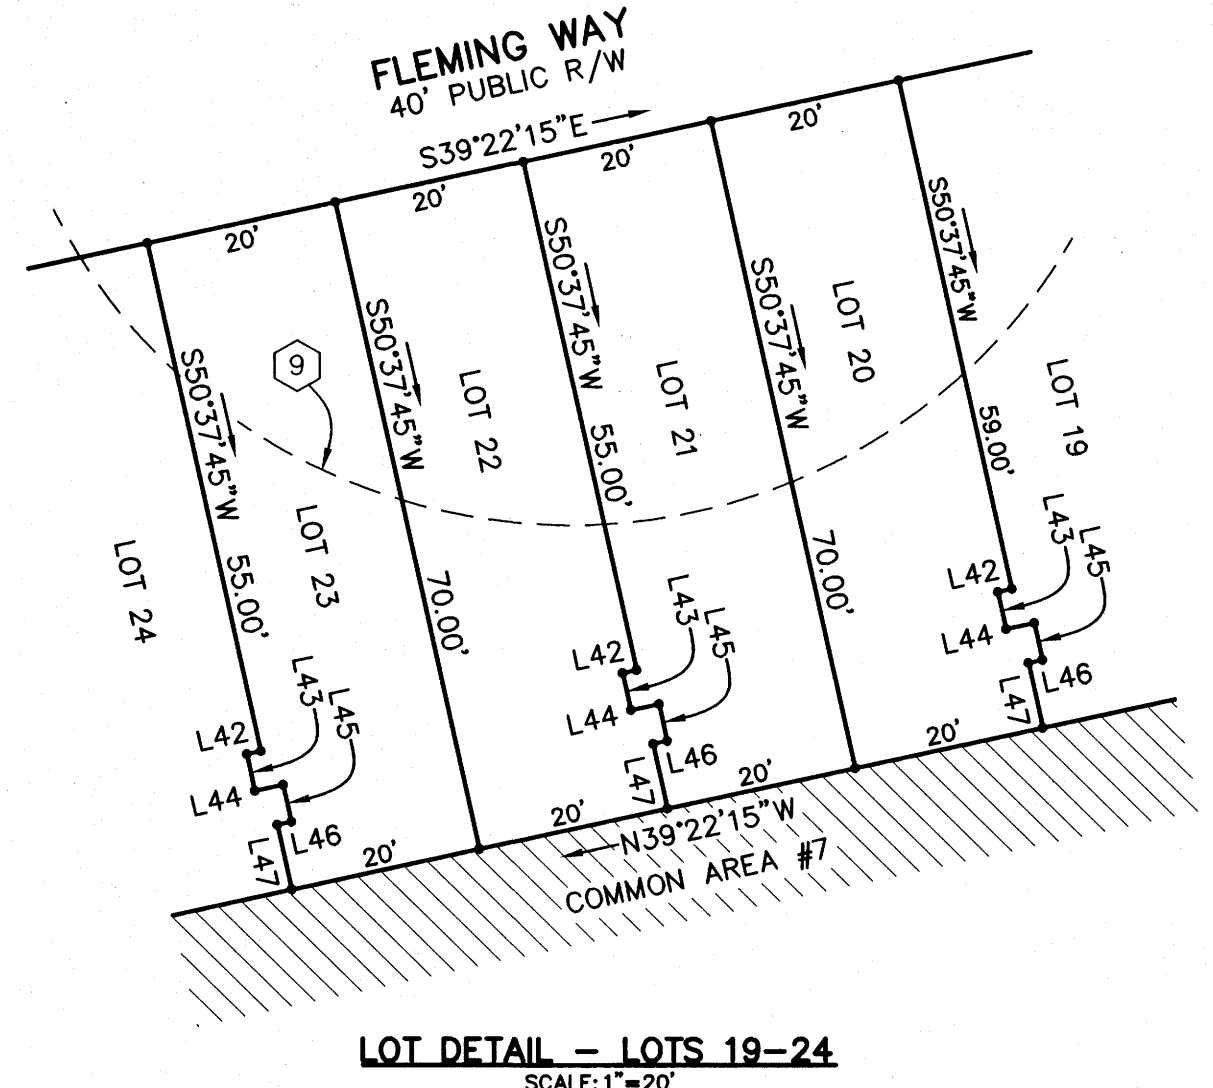 FLEMING WAY
40' PUBLIC R/W
S39°22'15"E
20'
20'
20'
20'
S50°37'45"W 55.00'
S50°37'45"W 70.00'
S50°37'45"W 55.00'
S50°37'45"W 70.00'
S50°37'45"W 59.00'
9
LOT 24
LOT 23
LOT 22
LOT 21
LOT 20
LOT 19
L42
L43
L45
L44
L46
L47
L42
L43
L45
L44
L46
L47
L42
L43
L45
L44
L46
L47
20'
20'
20'
20'
N39°22'15"W
COMMON AREA #7
LOT DETAIL – LOTS 19–24
SCALE: 1"=20'